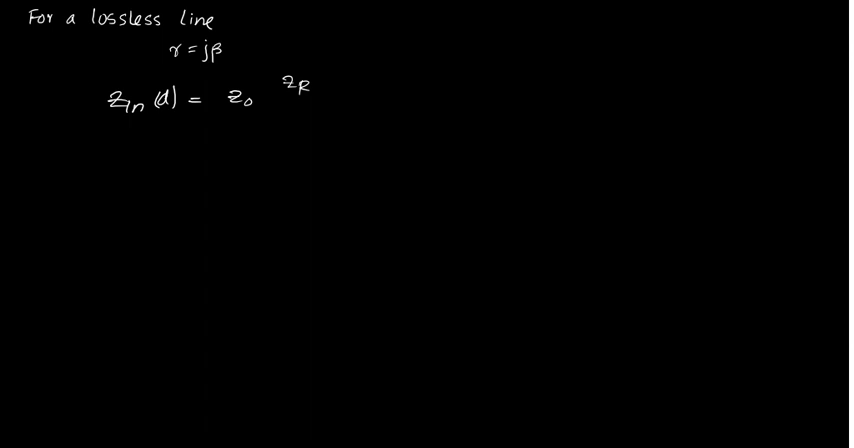 For a lossless line
γ = jβ
Zin (d) = Z0 ZR